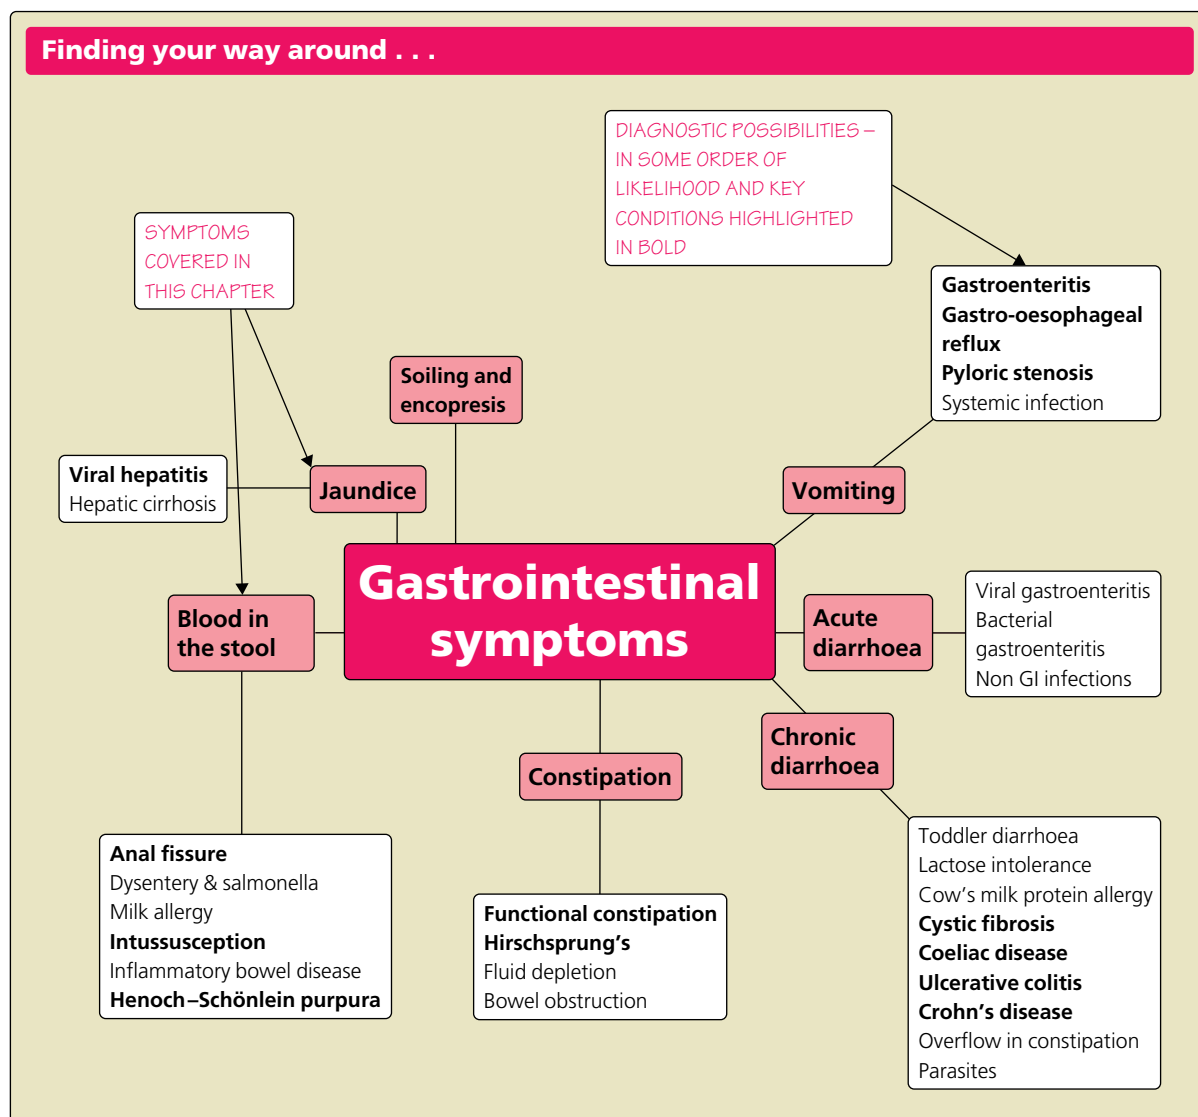 Finding your way around . . .
DIAGNOSTIC POSSIBILITIES –
IN SOME ORDER OF
LIKELIHOOD AND KEY
CONDITIONS HIGHLIGHTED
IN BOLD
SYMPTOMS
COVERED IN
THIS CHAPTER
Gastroenteritis
Gastro-oesophageal
reflux
Pyloric stenosis
Systemic infection
Soiling and
encopresis
Viral hepatitis
Hepatic cirrhosis
Jaundice
Vomiting
Gastrointestinal
symptoms
Blood in
the stool
Acute
diarrhoea
Viral gastroenteritis
Bacterial
gastroenteritis
Non GI infections
Chronic
diarrhoea
Constipation
Anal fissure
Dysentery & salmonella
Milk allergy
Intussusception
Inflammatory bowel disease
Henoch–Schönlein purpura
Functional constipation
Hirschsprung's
Fluid depletion
Bowel obstruction
Toddler diarrhoea
Lactose intolerance
Cow's milk protein allergy
Cystic fibrosis
Coeliac disease
Ulcerative colitis
Crohn's disease
Overflow in constipation
Parasites